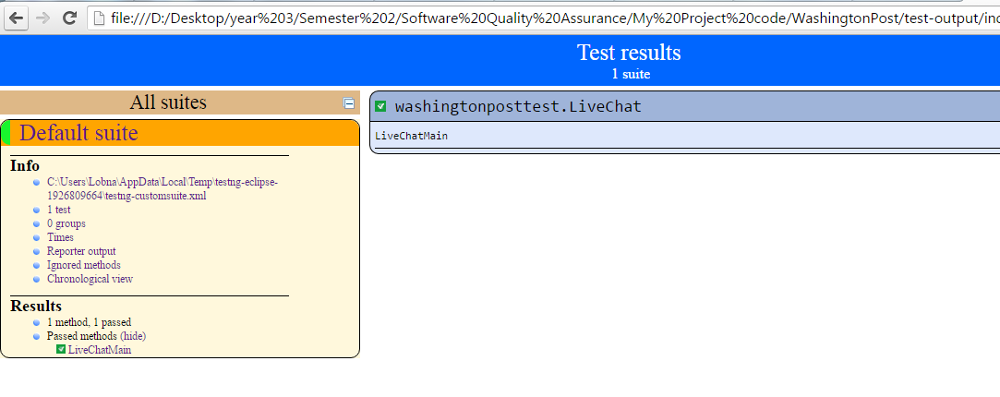 file:///D:/Desktop/year%203/Semester%202/Software%20Quality%20Assurance/My%20Project%20code/WashingtonPost/test-output/inc
Test results
1 suite
All suites
Default suite
Info
C:\Users\Lobna\AppData\Local\Temp\testng-eclipse-
1926809664\testng-customsuite.xml
1 test
0 groups
Times
Reporter output
Ignored methods
Chronological view
Results
1 method, 1 passed
Passed methods (hide)
LiveChatMain
washingtonposttest.LiveChat
LiveChatMain